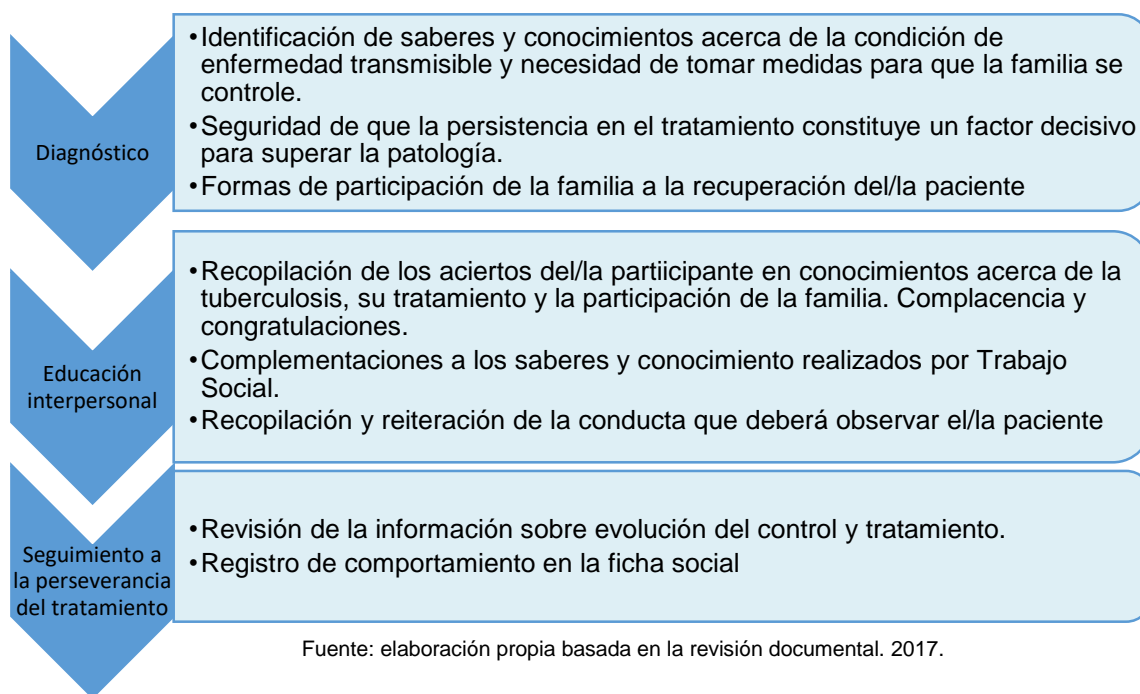 Diagnóstico
•Identificación de saberes y conocimientos acerca de la condición de
enfermedad transmisible y necesidad de tomar medidas para que la familia se
controle.
•Seguridad de que la persistencia en el tratamiento constituye un factor decisivo
para superar la patología.
•Formas de participación de la familia a la recuperación del/la paciente
Educación
interpersonal
•Recopilación de los aciertos del/la partiicipante en conocimientos acerca de la
tuberculosis, su tratamiento y la participación de la familia. Complacencia y
congratulaciones.
•Complementaciones a los saberes y conocimiento realizados por Trabajo
Social.
•Recopilación y reiteración de la conducta que deberá observar el/la paciente
Seguimiento a
la perseverancia
del tratamiento
•Revisión de la información sobre evolución del control y tratamiento.
•Registro de comportamiento en la ficha social
Fuente: elaboración propia basada en la revisión documental. 2017.